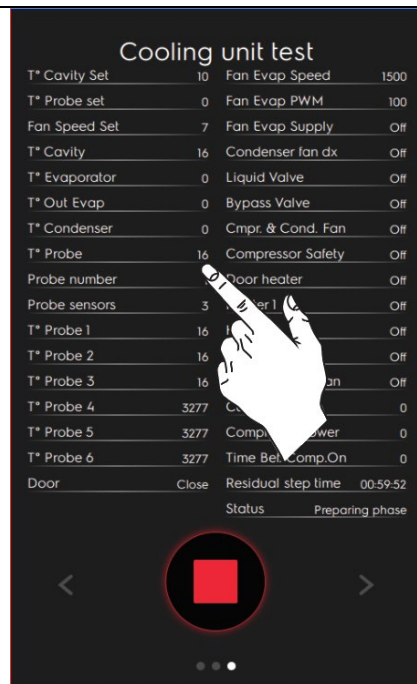 Cooling unit test
T° Cavity Set 10 Fan Evap Speed 1500
T° Probe set 0 Fan Evap PWM 100
Fan Speed Set 7 Fan Evap Supply Off
T° Cavity 16 Condenser fan dx Off
T° Evaporator 0 Liquid Valve Off
T° Out Evap 0 Bypass Valve Off
T° Condenser 0 Cmpr. & Cond. Fan Off
T° Probe 16 Compressor Safety Off
Probe number Door heater Off
Probe sensors 3 1 Off
T° Probe 1 16 Off
T° Probe 2 16 Off
T° Probe 3 16 Off
T° Probe 4 3277 0
T° Probe 5 3277 0
T° Probe 6 3277 Time Bef. Comp.On 0
Door Close Residual step time 00:59:52
Status Preparing phase